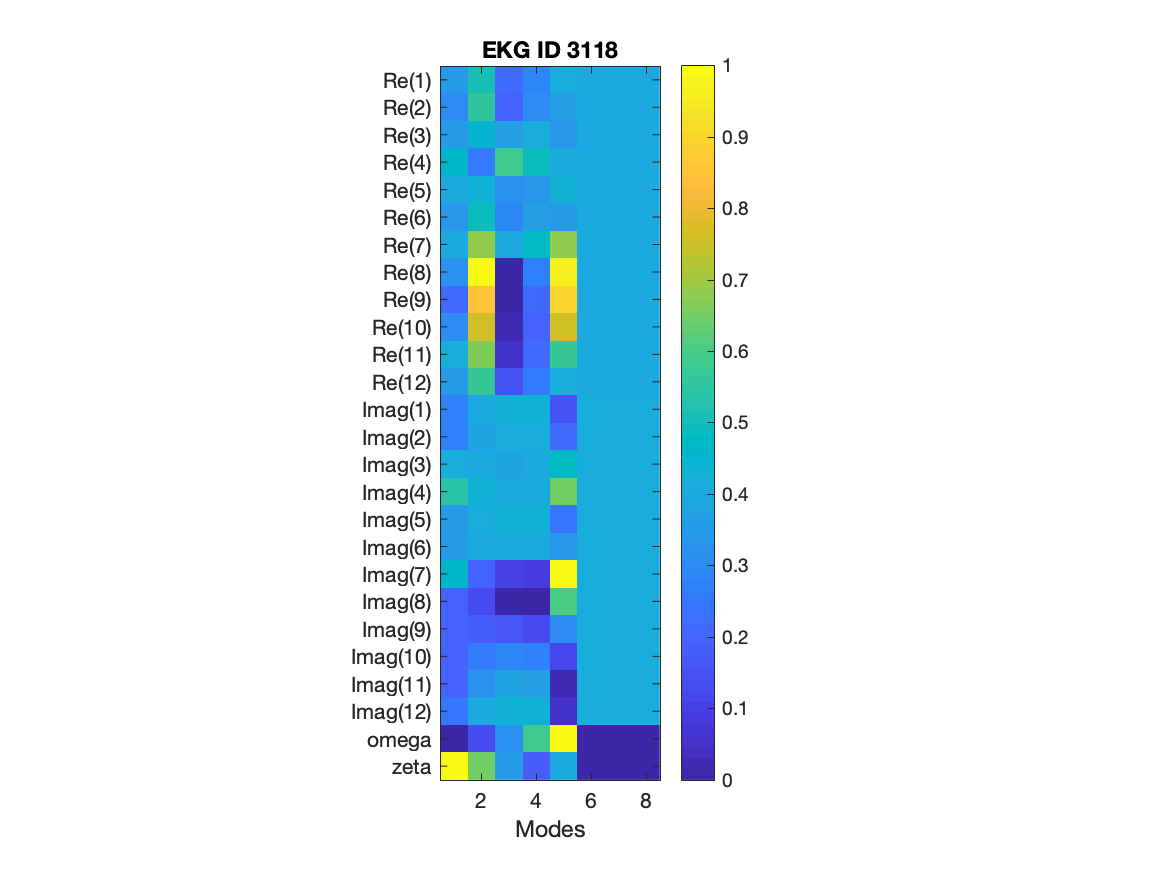 EKG ID 3118
Re(1)
Re(2)
Re(3)
Re(4)
Re(5)
Re(6)
Re(7)
Re(8)
Re(9)
Re(10)
Re(11)
Re(12)
Imag(1)
Imag(2)
Imag(3)
Imag(4)
Imag(5)
Imag(6)
Imag(7)
Imag(8)
Imag(9)
Imag(10)
Imag(11)
Imag(12)
omega
zeta
2 4 6 8
Modes
1
0.9
0.8
0.7
0.6
0.5
0.4
0.3
0.2
0.1
0